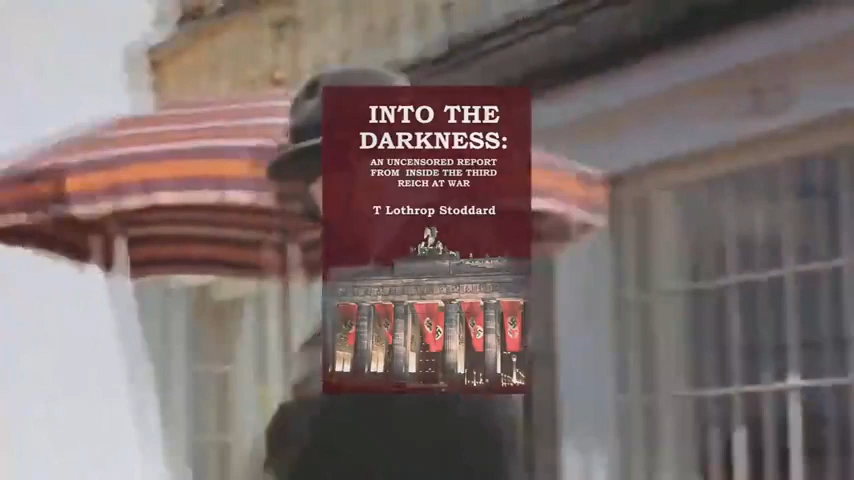 INTO THE
DARKNESS:
AN UNCENSORED REPORT
FROM INSIDE THE THIRD
REICH AT WAR
T Lothrop Stoddard